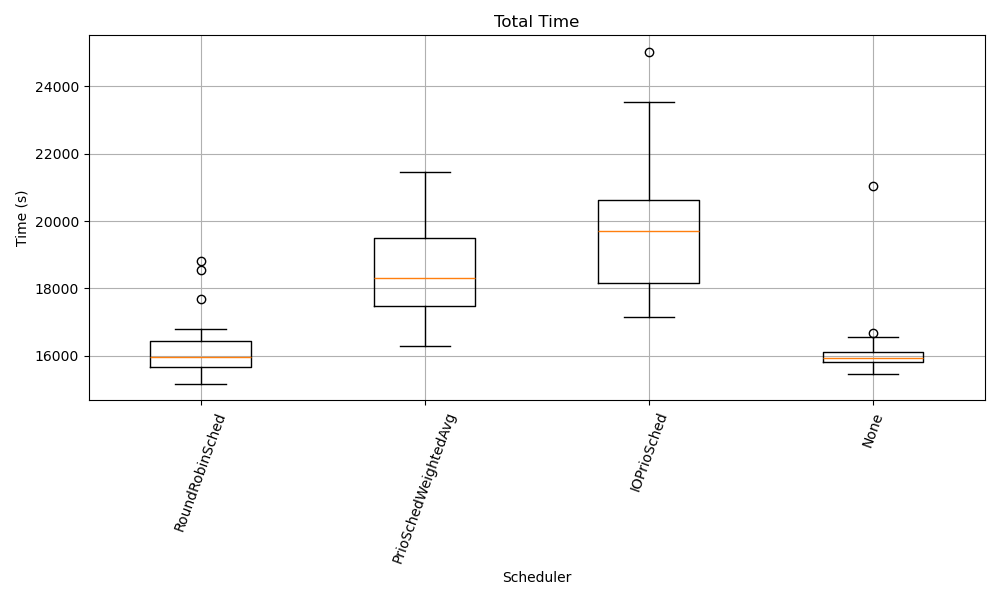 Total Time
Time (s)
24000
22000
20000
18000
16000
RoundRobinSched
PrioSchedWeightedAvg
IOPrioSched
None
Scheduler